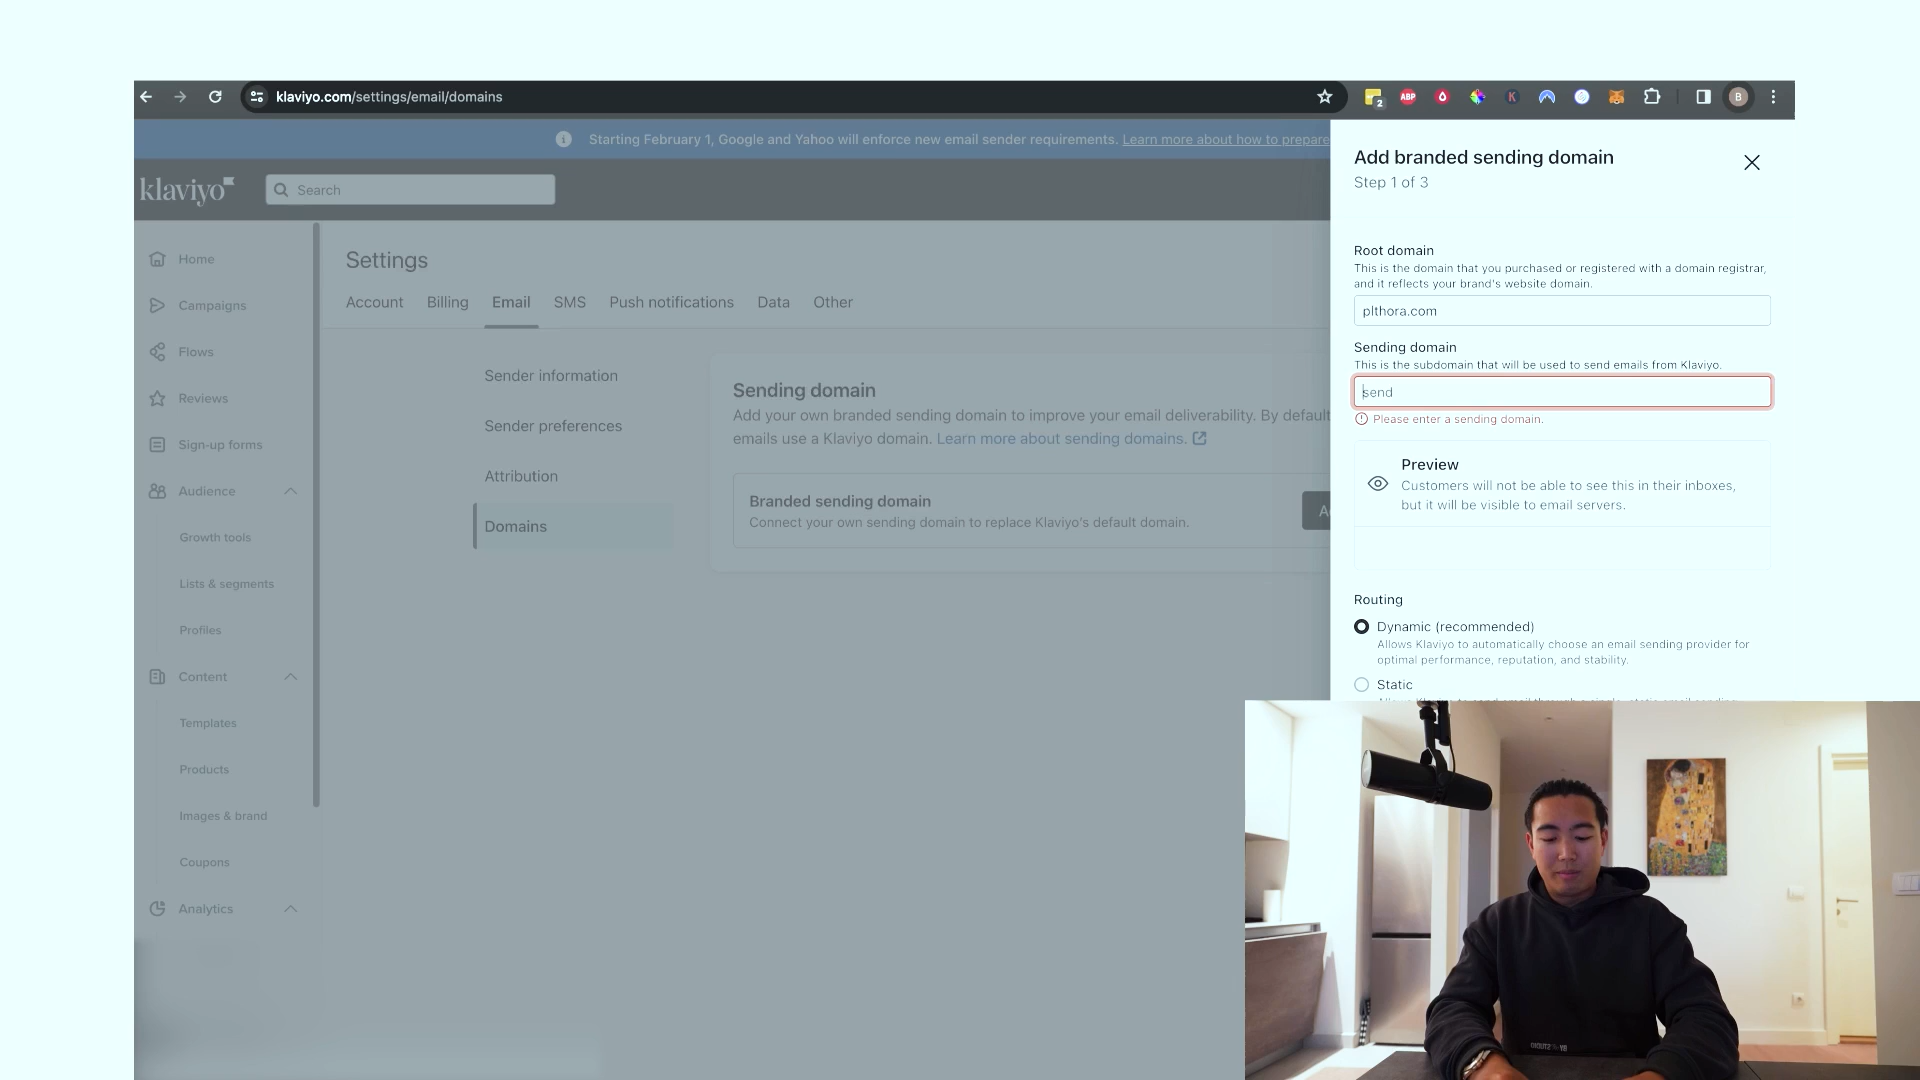 klaviyo.com/settings/email/domains
2
ABP
K
B
Starting February 1, Google and Yahoo will enforce new email sender requirements. Learn more about how to prepare
klaviyo
Search
Home
Campaigns
Flows
Reviews
Sign-up forms
Audience
Growth tools
Lists & segments
Profiles
Content
Templates
Products
Images & brand
Coupons
Analytics
Settings
Account Billing Email SMS Push notifications Data Other
Sender information
Sender preferences
Attribution
Domains
Sending domain
Add your own branded sending domain to improve your email deliverability. By default
emails use a Klaviyo domain. Learn more about sending domains.
Branded sending domain
Connect your own sending domain to replace Klaviyo's default domain.
Add branded sending domain
Step 1 of 3
Root domain
This is the domain that you purchased or registered with a domain registrar,
and it reflects your brand's website domain.
plthora.com
Sending domain
This is the subdomain that will be used to send emails from Klaviyo.
send
Please enter a sending domain.
Preview
Customers will not be able to see this in their inboxes,
but it will be visible to email servers.
Routing
Dynamic (recommended)
Allows Klaviyo to automatically choose an email sending provider for
optimal performance, reputation, and stability.
Static